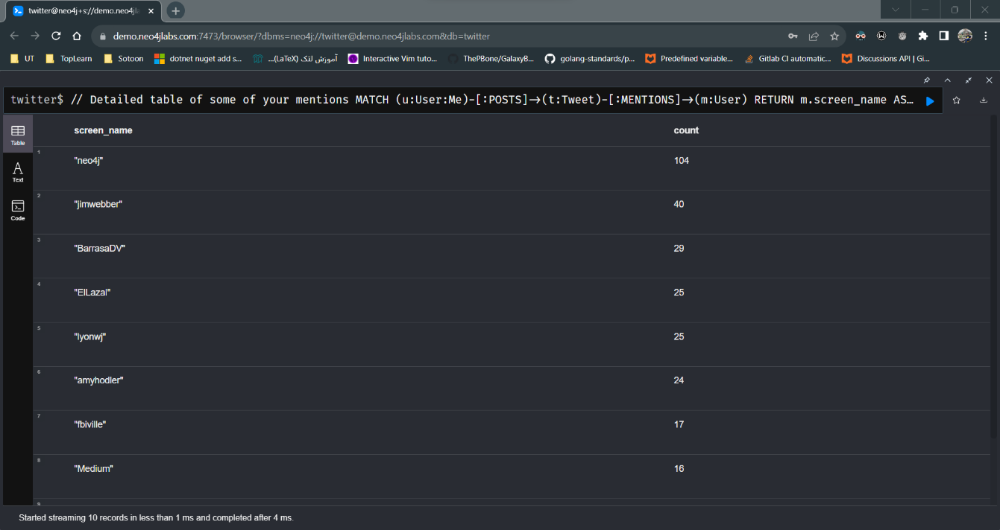 twitter@neo4j+s://demo.neo4jla
demo.neo4jlabs.com:7473/browser/?dbms=neo4j://twitter@demo.neo4jlabs.com&db=twitter
UT TopLearn Sotoon dotnet nuget add s... آموزش لتک (LaTeX)... Interactive Vim tuto... ThePBone/GalaxyB... golang-standards/p... Predefined variable... Gitlab CI automatic... Discussions API | Gi...
twitter$ // Detailed table of some of your mentions MATCH (u:User:Me)-[:POSTS]→(t:Tweet)-[:MENTIONS]→(m:User) RETURN m.screen_name AS…
Table
Text
Code
screen_name count
1 "neo4j" 104
2 "jimwebber" 40
3 "BarrasaDV" 29
4 "ElLazal" 25
5 "lyonwj" 25
6 "amyhodler" 24
7 "fbiville" 17
8 "Medium" 16
9
Started streaming 10 records in less than 1 ms and completed after 4 ms.